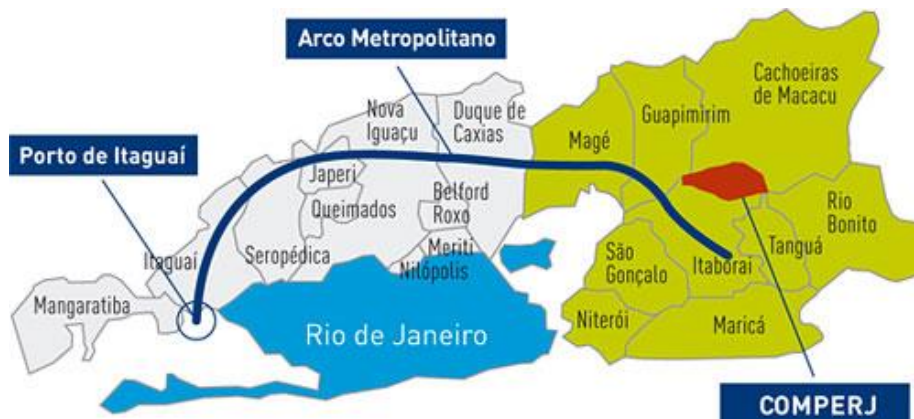 Arco Metropolitano
Cachoeiras
de Macacu
Nova
Iguaçu
Duque de
Caxias
Guapimirim
Magé
Porto de Itaguaí
Japeri
Queimados
Belford
Roxo
Rio
Bonito
Itaguaí
Seropédica
Meriti
Nilópolis
São
Gonçalo
Itaboraí
Tanguá
Mangaratiba
Rio de Janeiro
Niterói
Maricá
COMPERJ